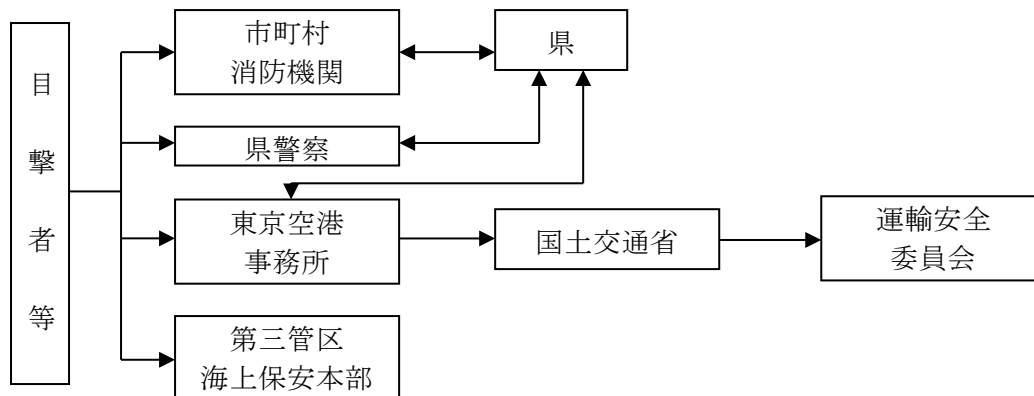 目撃者等
市町村
消防機関
県
県警察
東京空港
事務所
国土交通省
運輸安全
委員会
第三管区
海上保安本部